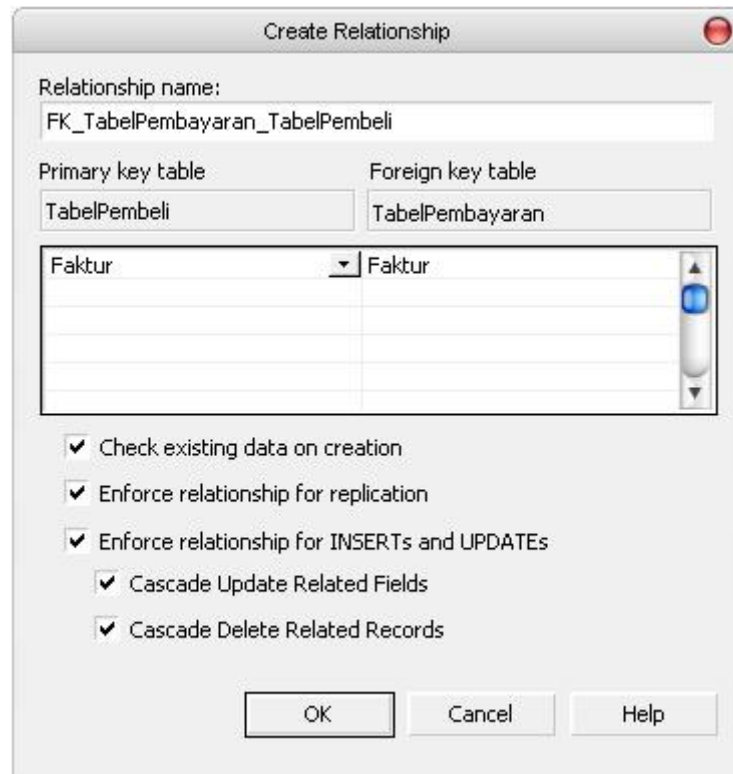 Create Relationship
Relationship name:
FK_TabelPembayaran_TabelPembeli
Primary key table Foreign key table
TabelPembeli TabelPembayaran
Faktur Faktur
Check existing data on creation
Enforce relationship for replication
Enforce relationship for INSERTs and UPDATEs
Cascade Update Related Fields
Cascade Delete Related Records
OK Cancel Help